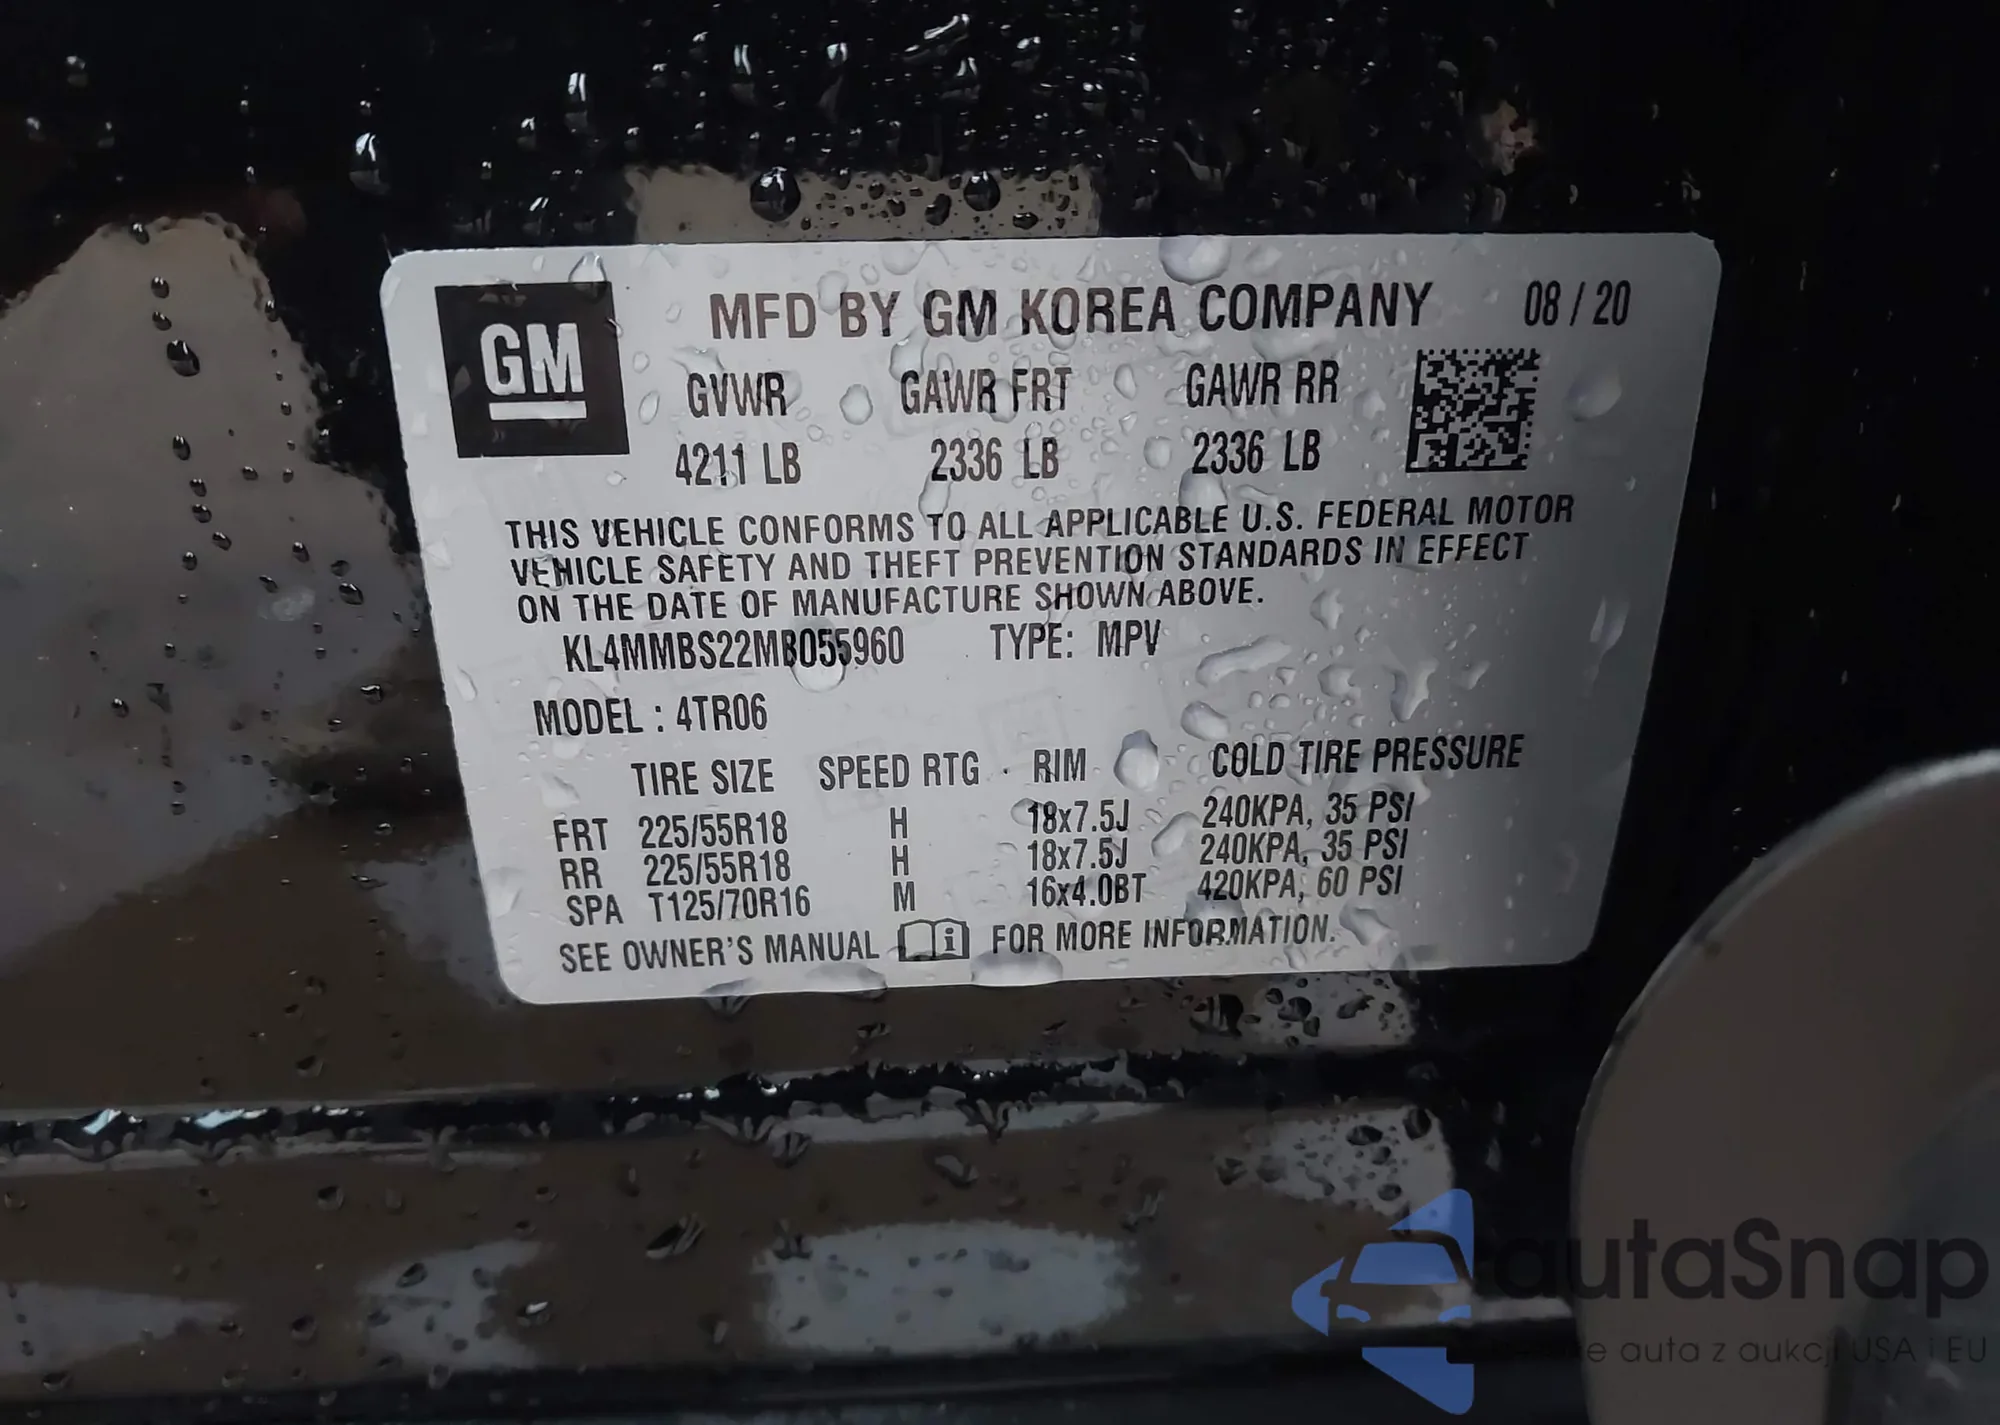 GM
MFD BY GM KOREA COMPANY 08 / 20
GVWR GAWR FRT GAWR RR
4211 LB 2336 LB 2336 LB
THIS VEHICLE CONFORMS TO ALL APPLICABLE U.S. FEDERAL MOTOR
VEHICLE SAFETY AND THEFT PREVENTION STANDARDS IN EFFECT
ON THE DATE OF MANUFACTURE SHOWN ABOVE.
KL4MMBS22MB055960 TYPE: MPV
MODEL : 4TR06
TIRE SIZE SPEED RTG RIM COLD TIRE PRESSURE
FRT 225/55R18 H 18x7.5J 240KPA, 35 PSI
RR 225/55R18 H 18x7.5J 240KPA, 35 PSI
SPA T125/70R16 M 16x4.0BT 420KPA, 60 PSI
SEE OWNER'S MANUAL i FOR MORE INFORMATION.
autaSnap
auta z aukcji USA i EU